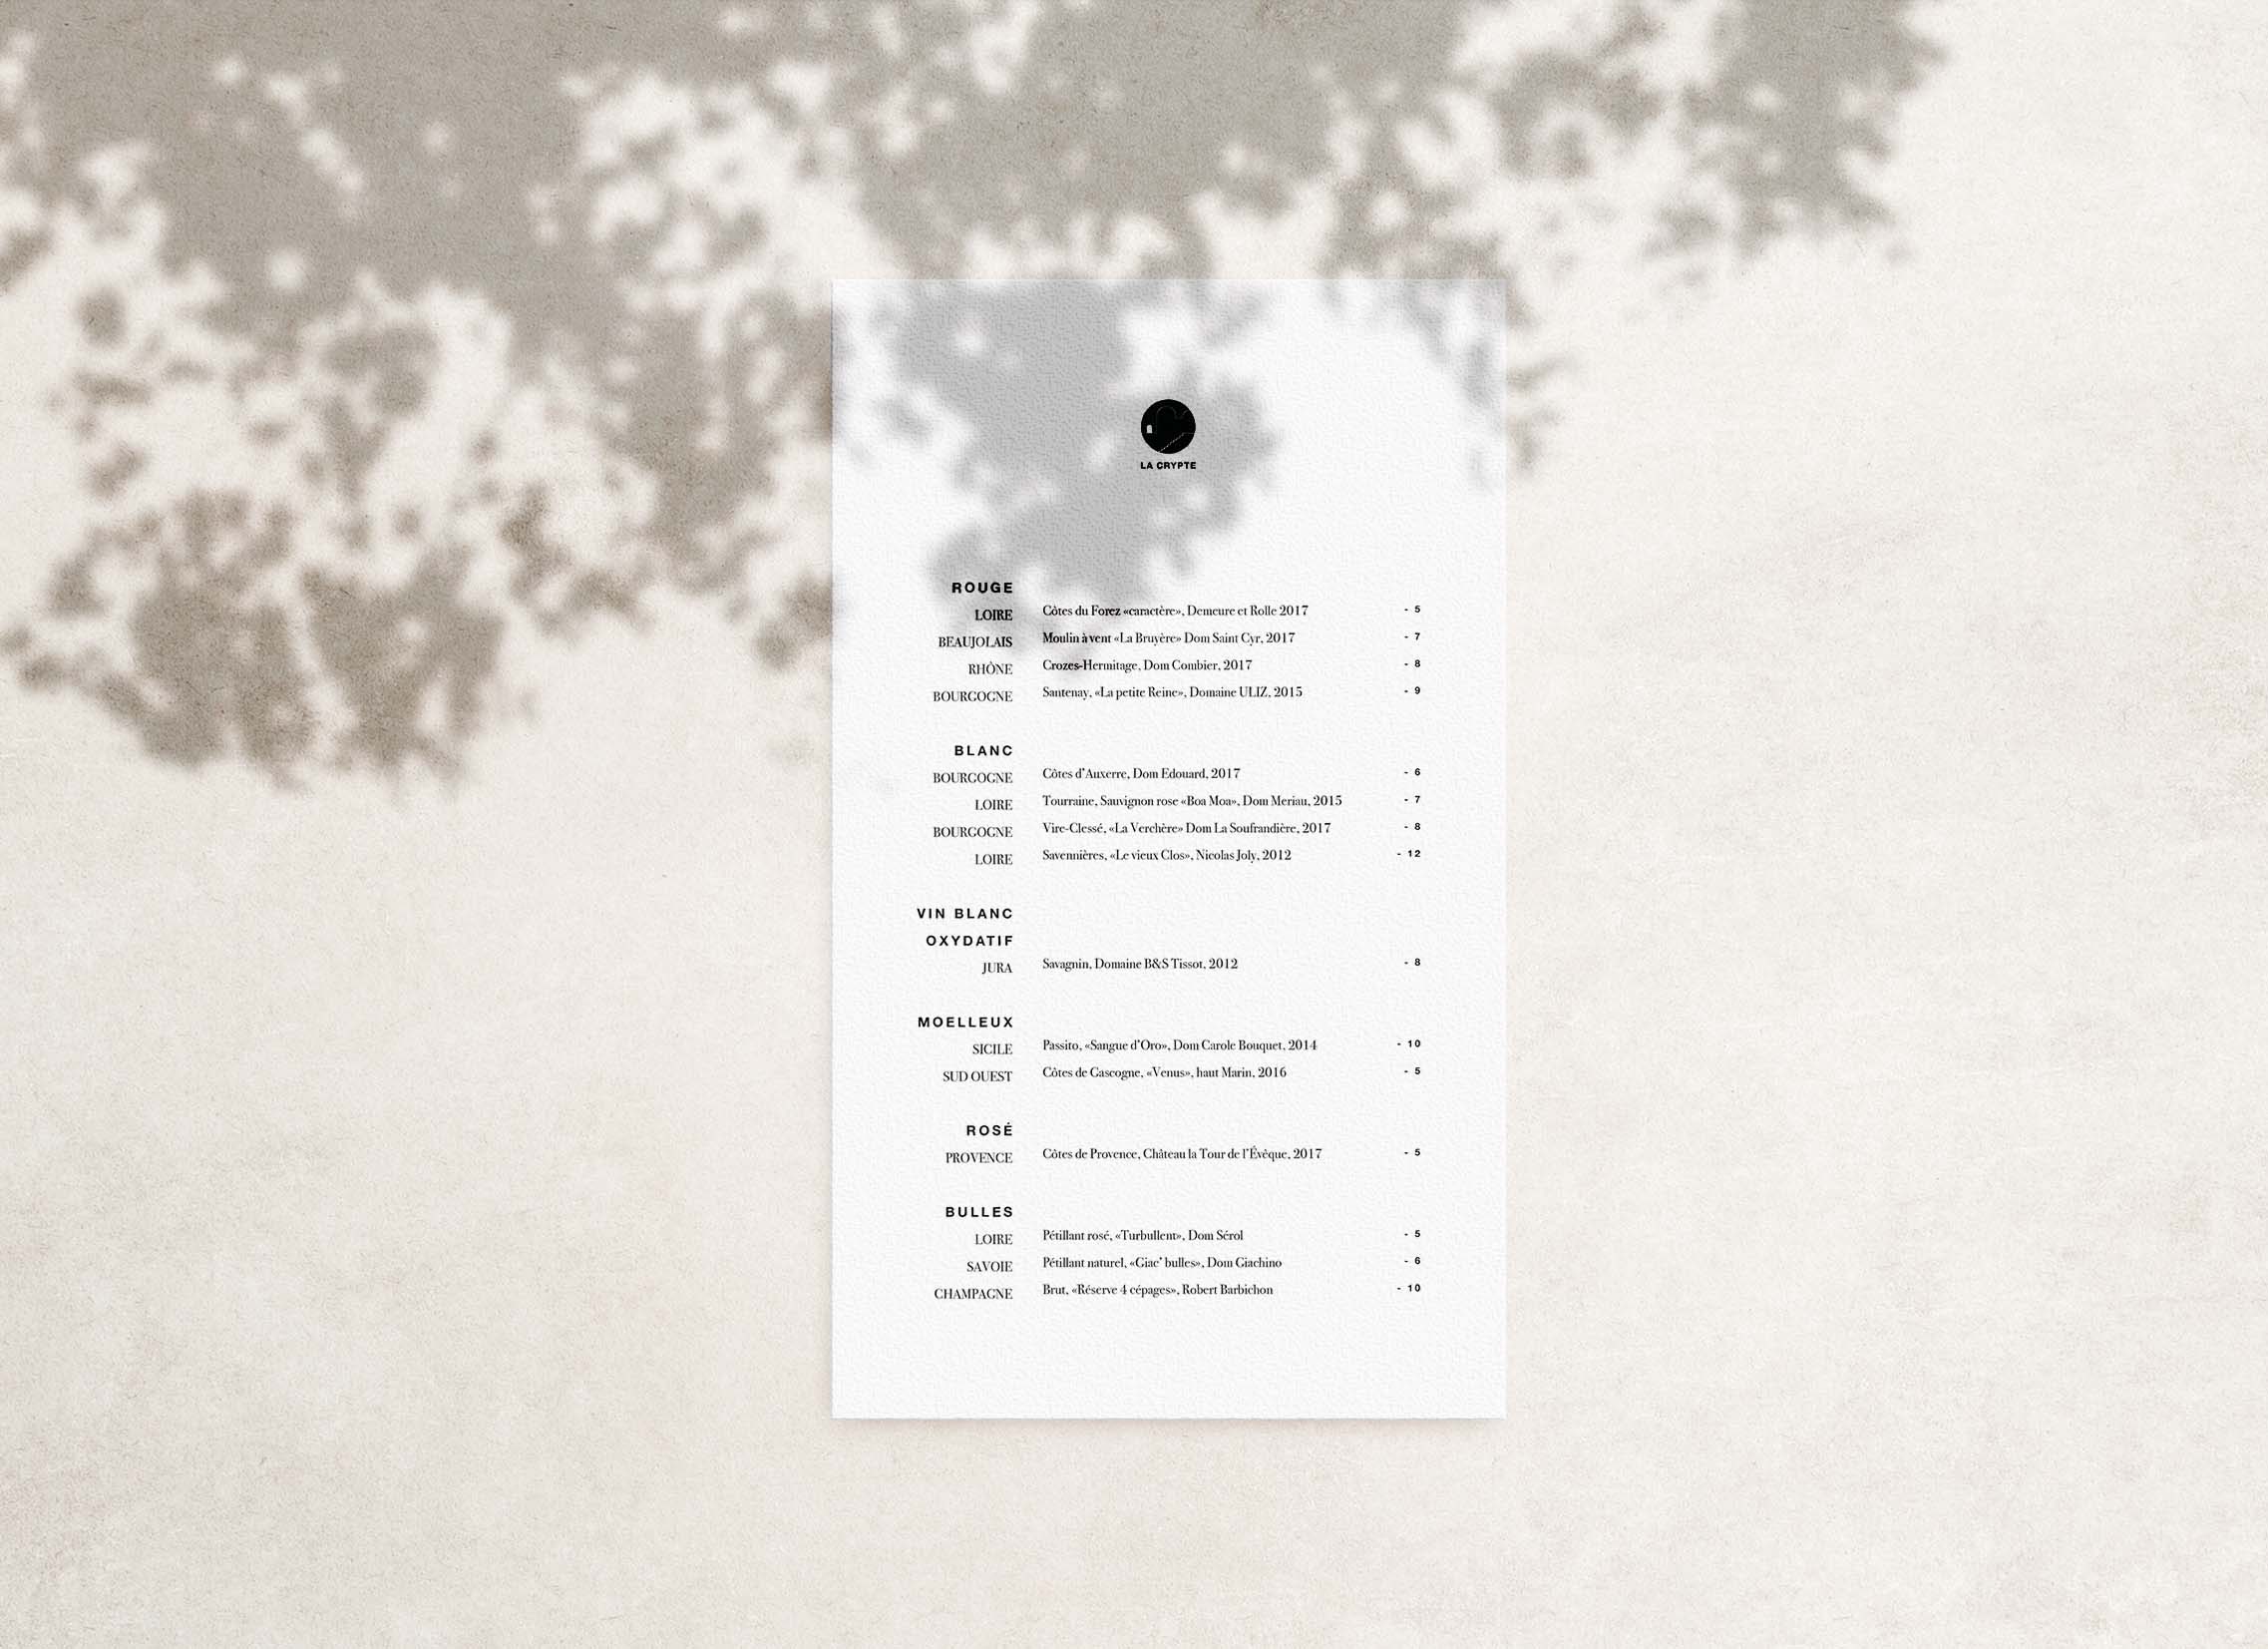 LA CRYPTE
ROUGE
LOIRE Côtes du Forez «caractère», Demeure et Rolle 2017 - 5
BEAUJOLAIS Moulin à vent «La Bruyère» Dom Saint Cyr, 2017 - 7
RHÔNE Crozes-Hermitage, Dom Combier, 2017 - 8
BOURGOGNE Santenay, «La petite Reine», Domaine ULIZ, 2015 - 9
BLANC
BOURGOGNE Côtes d'Auxerre, Dom Edouard, 2017 - 6
LOIRE Tourraine, Sauvignon rose «Boa Moa», Dom Meriau, 2015 - 7
BOURGOGNE Vire-Clessé, «La Verchère» Dom La Soufrandière, 2017 - 8
LOIRE Savennières, «Le vieux Clos», Nicolas Joly, 2012 - 12
VIN BLANC
OXYDATIF
JURA Savagnin, Domaine B&S Tissot, 2012 - 8
MOELLEUX
SICILE Passito, «Sangue d'Oro», Dom Carole Bouquet, 2014 - 10
SUD OUEST Côtes de Gascogne, «Venus», haut Marin, 2016 - 5
ROSÉ
PROVENCE Côtes de Provence, Château la Tour de l'Évêque, 2017 - 5
BULLES
LOIRE Pétillant rosé, «Turbullent», Dom Sérol - 5
SAVOIE Pétillant naturel, «Giac' bulles», Dom Giachino - 6
CHAMPAGNE Brut, «Réserve 4 cépages», Robert Barbichon - 10